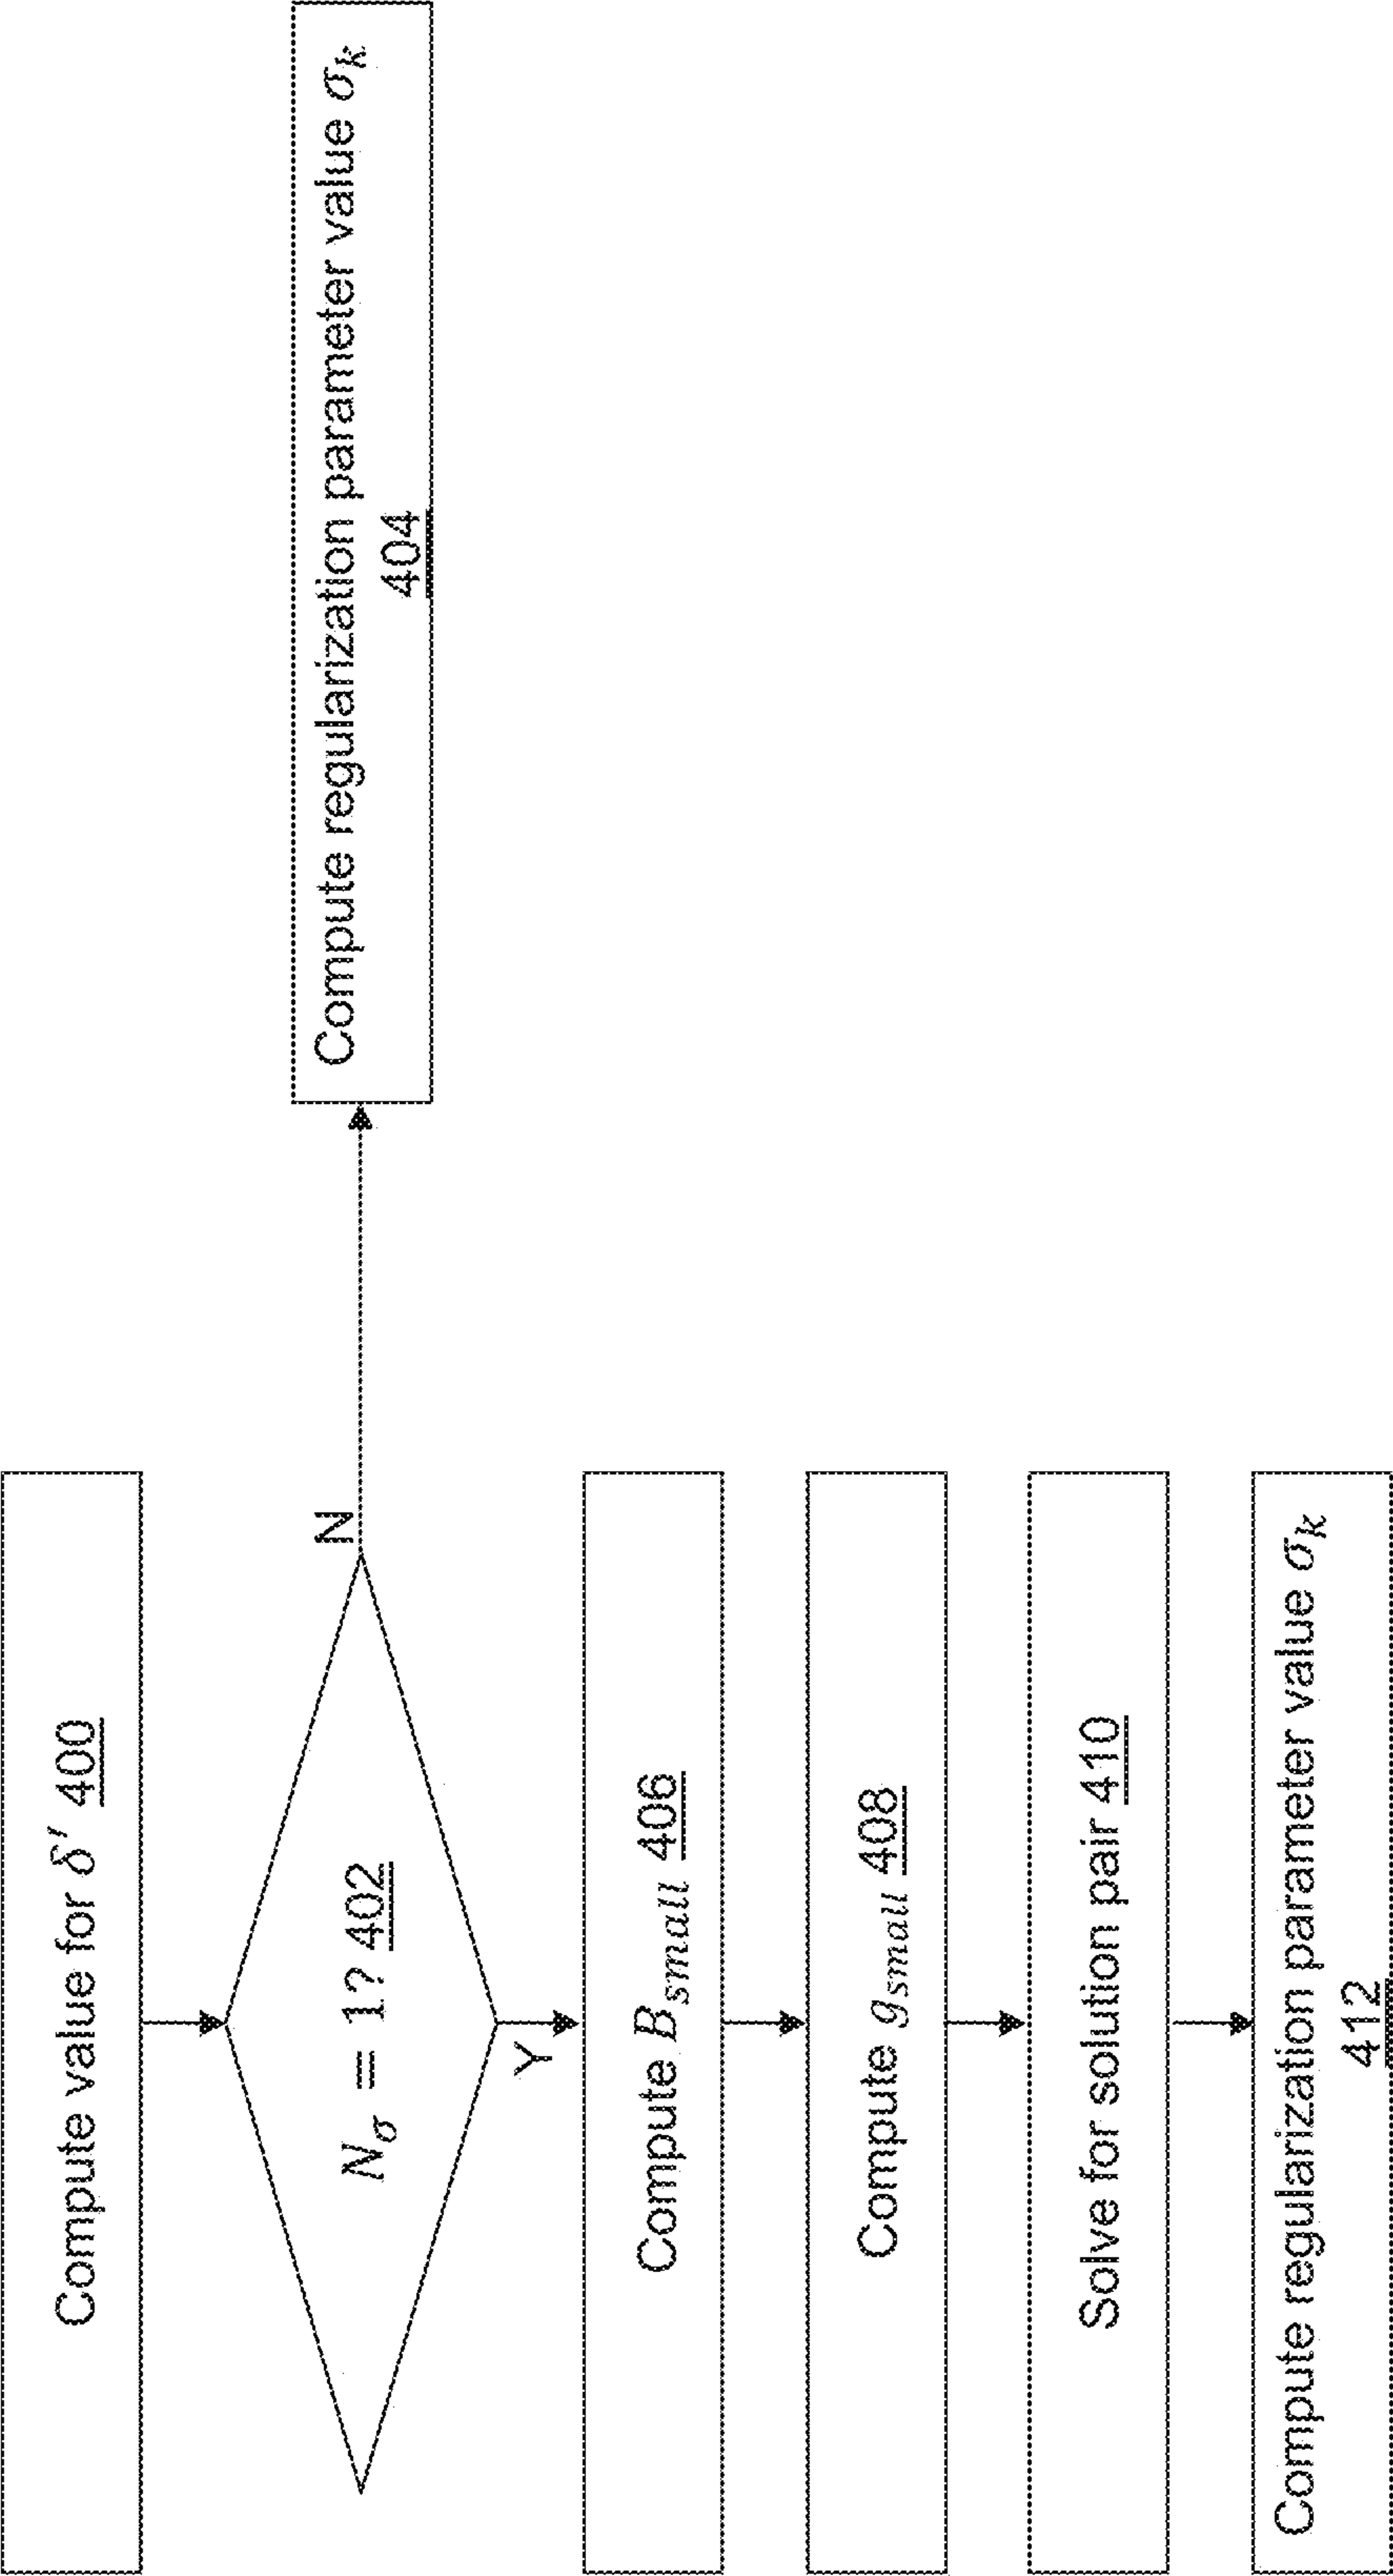 Compute value for δ′ 400
N_σ = 1? 402
N
Compute regularization parameter value σ_k
404
Y
Compute B_small 406
Compute g_small 408
Solve for solution pair 410
Compute regularization parameter value σ_k
412